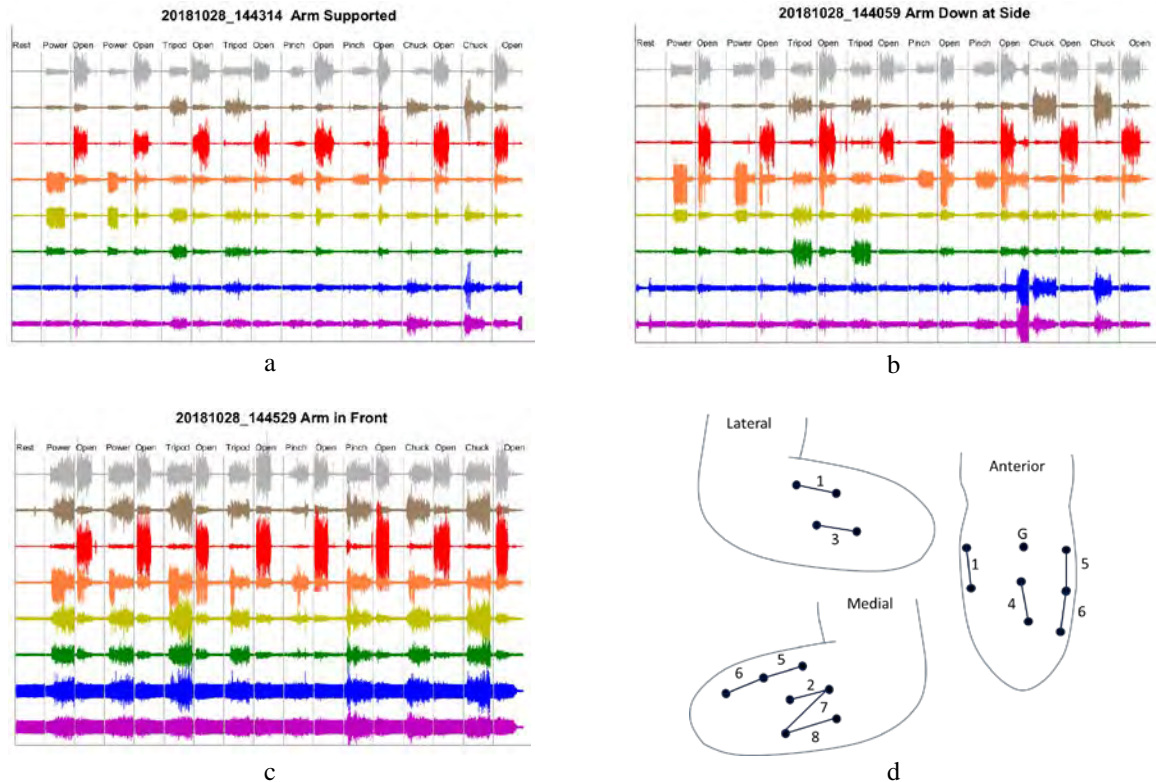 20181028_144314 Arm Supported
Rest Power Open Power Open Tripod Open Tripod Open Pinch Open Pinch Open Chuck Open Chuck Open
a
20181028_144059 Arm Down at Side
Rest Power Open Power Open Tripod Open Tripod Open Pinch Open Pinch Open Chuck Open Chuck Open
b
20181028_144529 Arm in Front
Rest Power Open Power Open Tripod Open Tripod Open Pinch Open Pinch Open Chuck Open Chuck Open
c
Lateral
1
3
Anterior
G
1
5
4
6
Medial
5
6
2
7
8
d